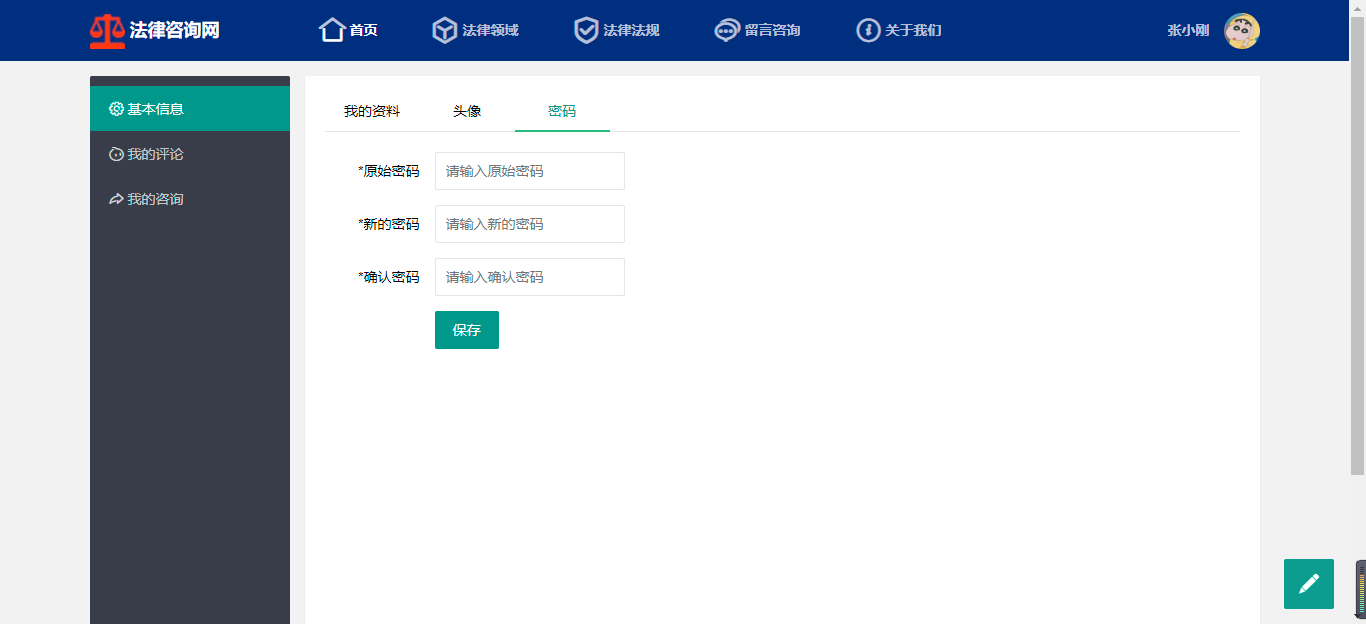 法律咨询网
首页
法律领域
法律法规
留言咨询
关于我们
张小刚
基本信息
我的评论
我的咨询
我的资料
头像
密码
*原始密码
请输入原始密码
*新的密码
请输入新的密码
*确认密码
请输入确认密码
保存